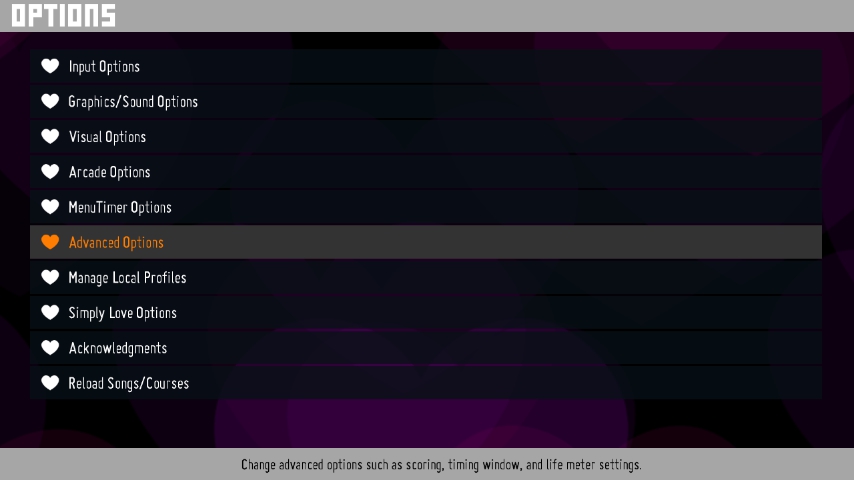 OPTIONS
Input Options
Graphics/Sound Options
Visual Options
Arcade Options
MenuTimer Options
Advanced Options
Manage Local Profiles
Simply Love Options
Acknowledgments
Reload Songs/Courses
Change advanced options such as scoring, timing window, and life meter settings.